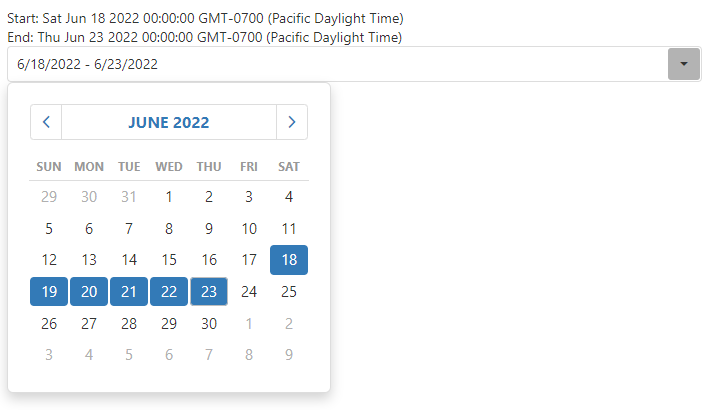 Start: Sat Jun 18 2022 00:00:00 GMT-0700 (Pacific Daylight Time)
End: Thu Jun 23 2022 00:00:00 GMT-0700 (Pacific Daylight Time)
6/18/2022 - 6/23/2022
JUNE 2022
SUN MON TUE WED THU FRI SAT
29 30 31 1 2 3 4
5 6 7 8 9 10 11
12 13 14 15 16 17 18
19 20 21 22 23 24 25
26 27 28 29 30 1 2
3 4 5 6 7 8 9